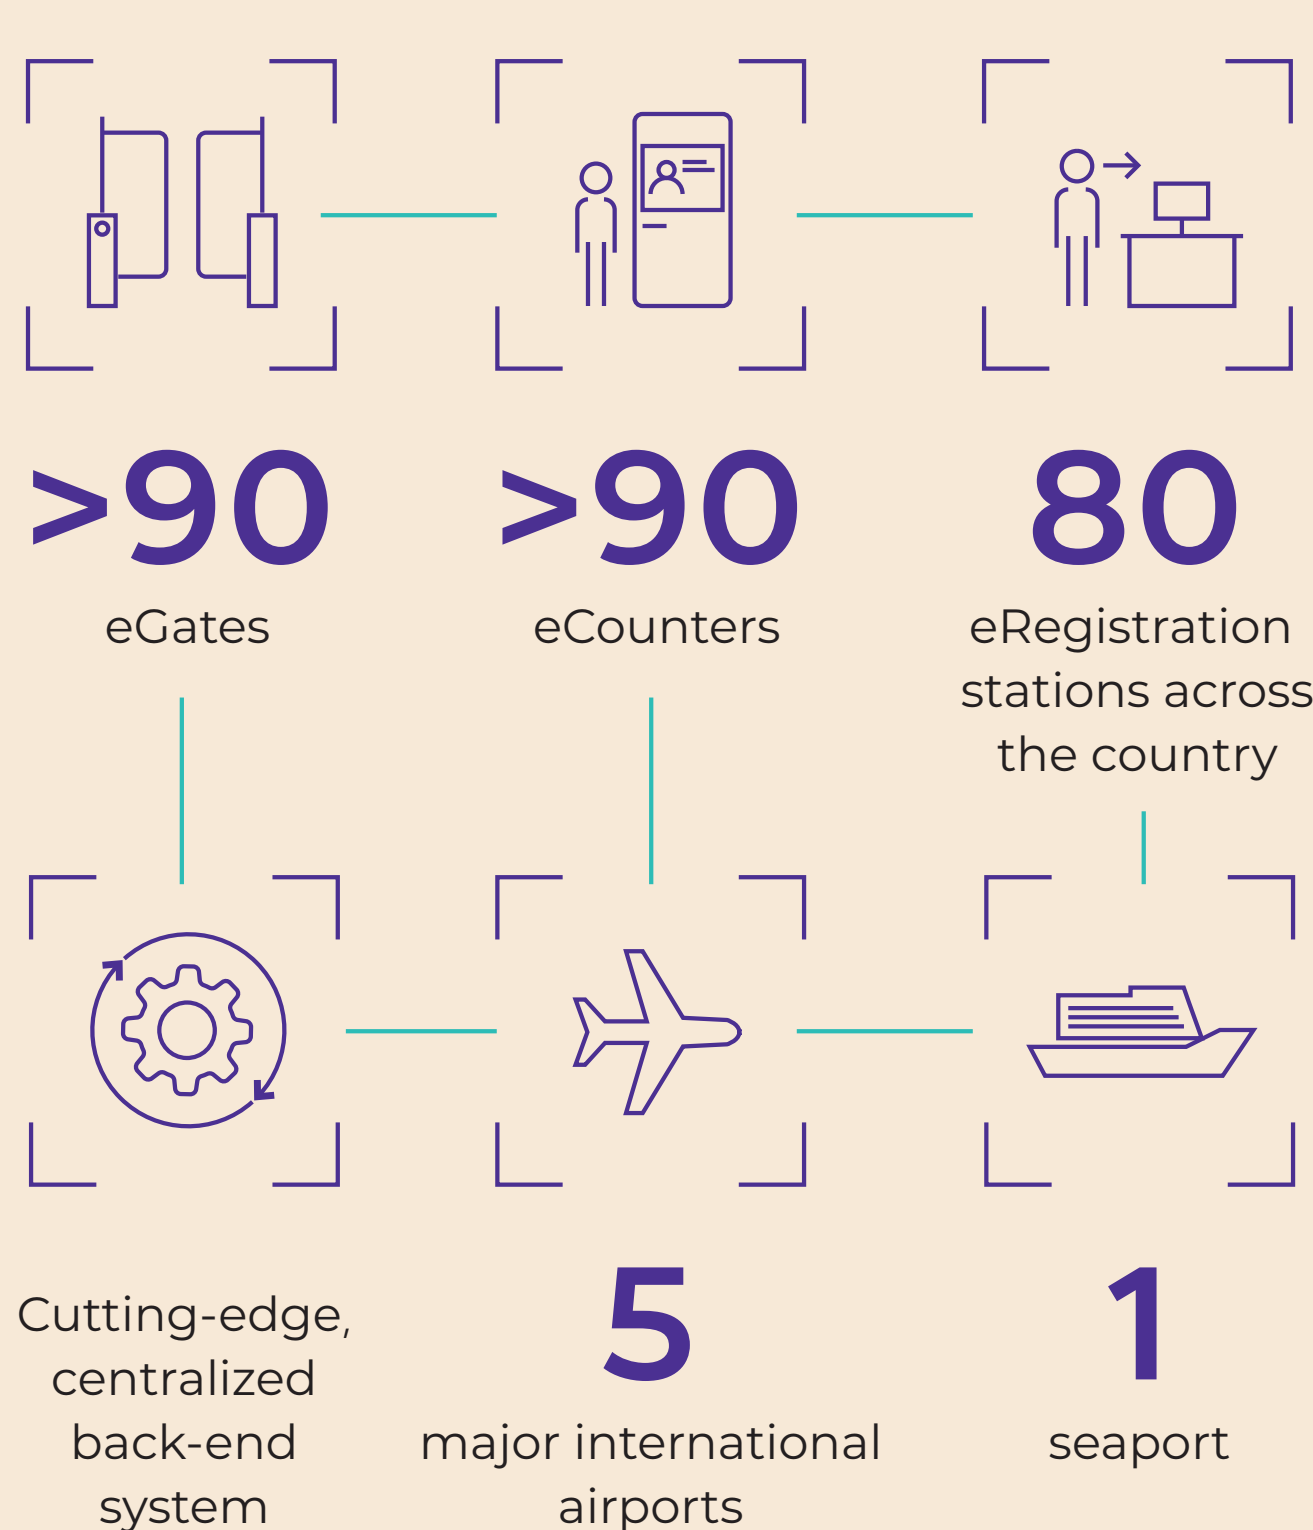 >90
eGates
>90
eCounters
80
eRegistration
stations across
the country
Cutting-edge,
centralized
back-end
system
5
major international
airports
1
seaport